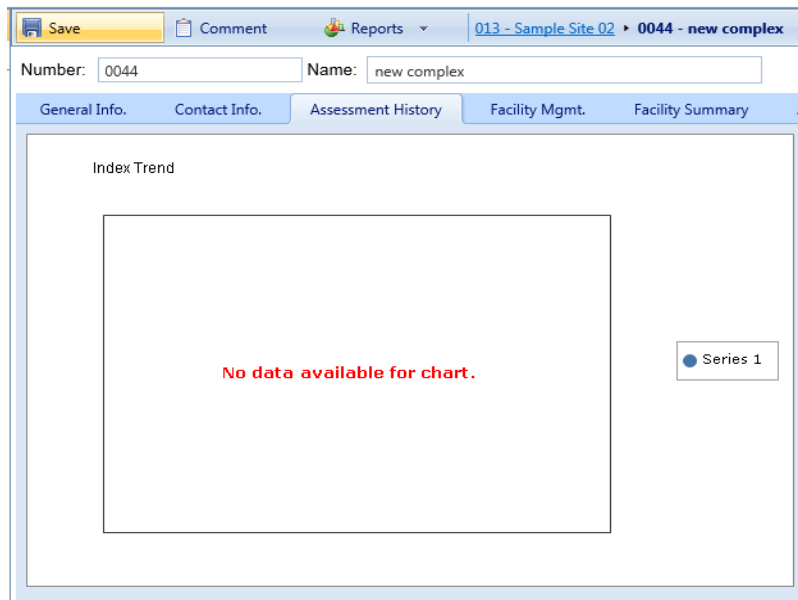 Save Comment Reports 013 - Sample Site 02 ‣ 0044 - new complex
Number: 0044 Name: new complex
General Info. Contact Info. Assessment History Facility Mgmt. Facility Summary
Index Trend
No data available for chart.
Series 1